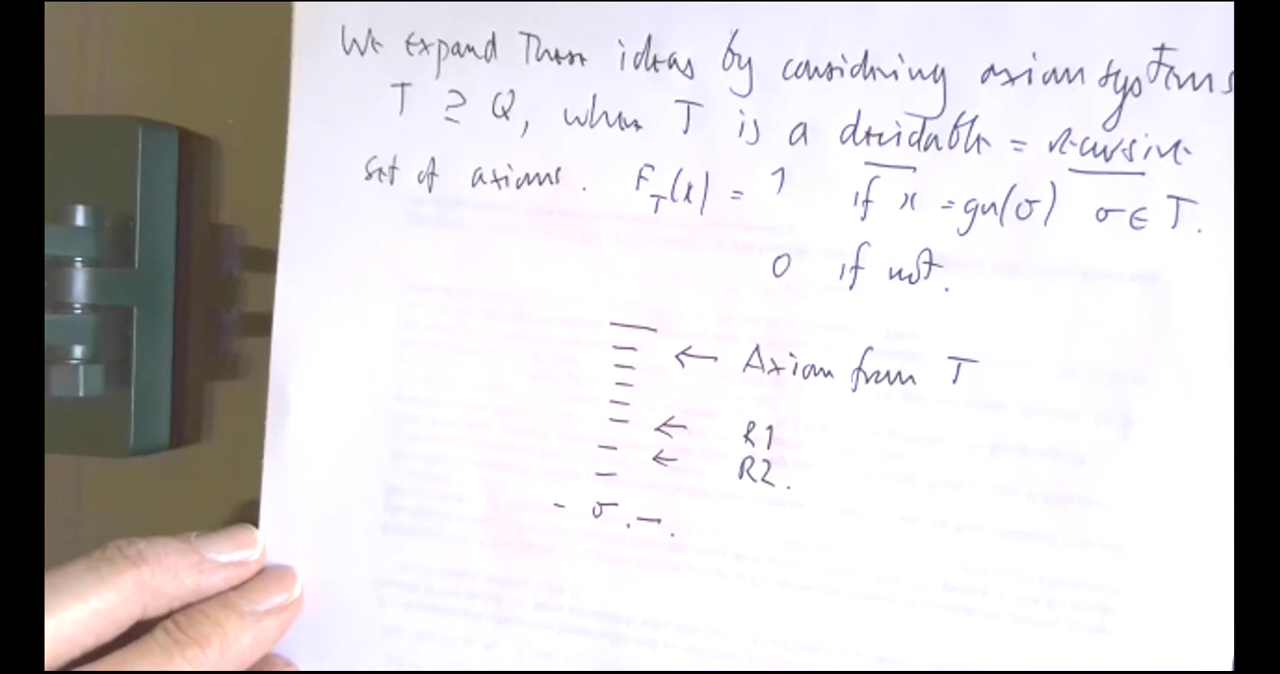 We expand these ideas by considering axiom systems
T ⊇ Q, where T is a decidable = recursive
set of axioms. F_T(x) = 1 if x = gn(σ) σ ∈ T.
0 if not.
← Axiom from T
← R1
← R2.
- σ. -.